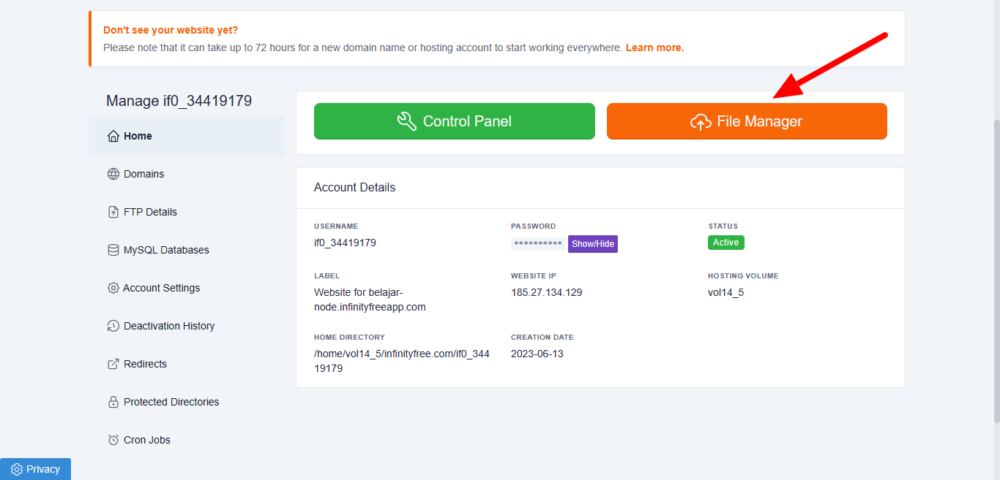 Don't see your website yet?
Please note that it can take up to 72 hours for a new domain name or hosting account to start working everywhere. Learn more.
Manage if0_34419179
Home
Domains
FTP Details
MySQL Databases
Account Settings
Deactivation History
Redirects
Protected Directories
Cron Jobs
Control Panel
File Manager
Account Details
USERNAME
if0_34419179
PASSWORD
********** Show/Hide
STATUS
Active
LABEL
Website for belajar-
node.infinityfreeapp.com
WEBSITE IP
185.27.134.129
HOSTING VOLUME
vol14_5
HOME DIRECTORY
/home/vol14_5/infinityfree.com/if0_344
19179
CREATION DATE
2023-06-13
Privacy